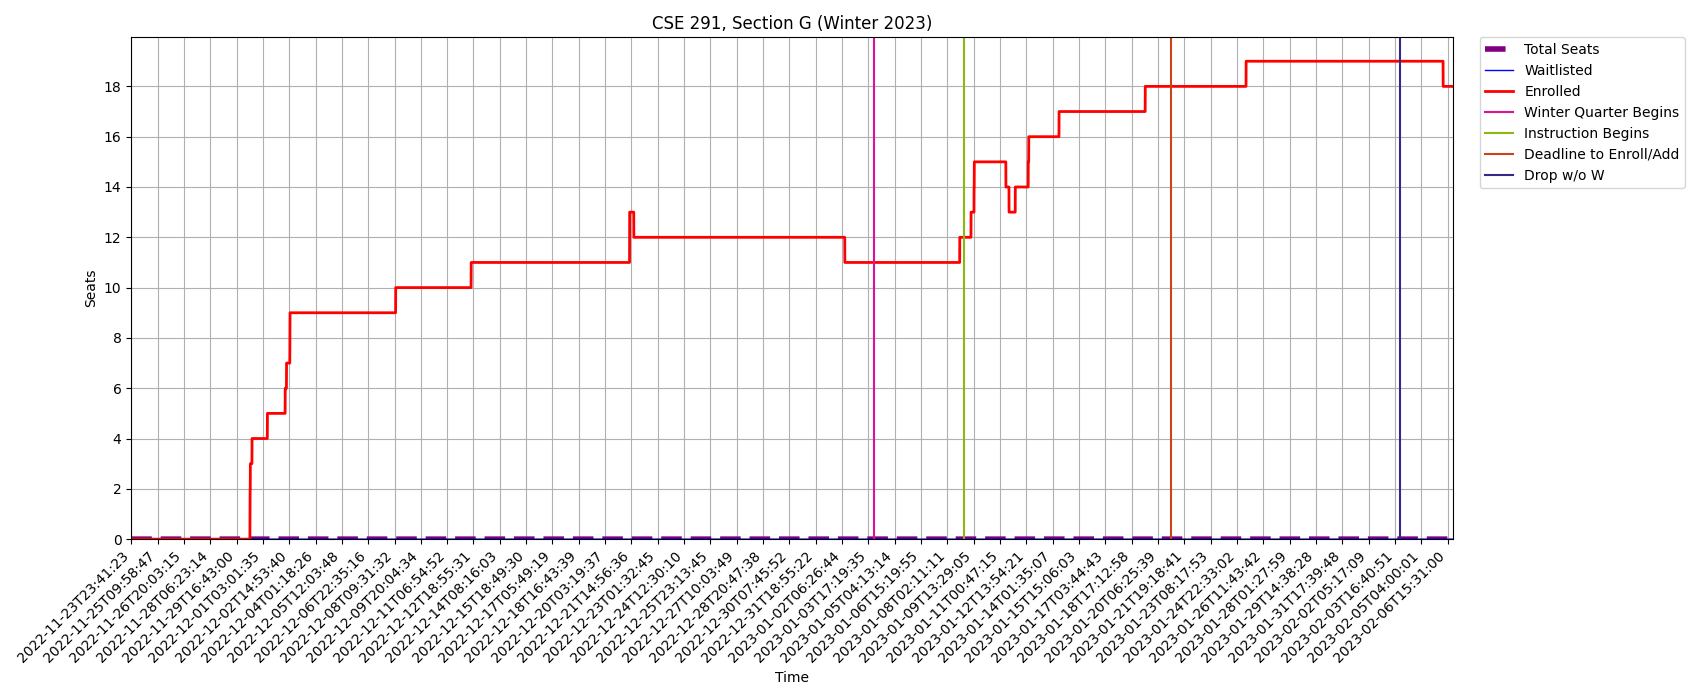 CSE 291, Section G (Winter 2023)
Total Seats
Waitlisted
Enrolled
Winter Quarter Begins
Instruction Begins
Deadline to Enroll/Add
Drop w/o W
Seats
18
16
14
12
10
8
6
4
2
0
2022-11-23T23:41:23
2022-11-25T09:58:47
2022-11-26T20:03:15
2022-11-28T06:23:14
2022-11-29T16:43:00
2022-12-01T03:01:35
2022-12-02T14:53:40
2022-12-04T01:18:26
2022-12-05T12:03:48
2022-12-06T22:35:16
2022-12-08T09:31:32
2022-12-09T20:04:34
2022-12-11T06:54:52
2022-12-12T18:55:31
2022-12-14T08:16:03
2022-12-15T18:49:30
2022-12-17T05:49:19
2022-12-18T16:43:39
2022-12-20T03:19:37
2022-12-21T14:56:36
2022-12-23T01:32:45
2022-12-24T12:30:10
2022-12-25T23:13:45
2022-12-27T10:03:49
2022-12-28T20:47:38
2022-12-30T07:45:52
2022-12-31T18:55:22
2023-01-02T06:26:44
2023-01-03T17:19:35
2023-01-05T04:13:14
2023-01-06T15:19:55
2023-01-08T02:11:11
2023-01-09T13:29:05
2023-01-11T00:47:15
2023-01-12T13:54:21
2023-01-14T01:35:07
2023-01-15T15:06:03
2023-01-17T03:44:43
2023-01-18T17:12:58
2023-01-20T06:25:39
2023-01-21T19:18:41
2023-01-23T08:17:53
2023-01-24T22:33:02
2023-01-26T11:43:42
2023-01-28T01:27:59
2023-01-29T14:38:28
2023-01-31T17:39:48
2023-02-02T05:17:09
2023-02-03T16:40:51
2023-02-05T04:00:01
2023-02-06T15:31:00
Time